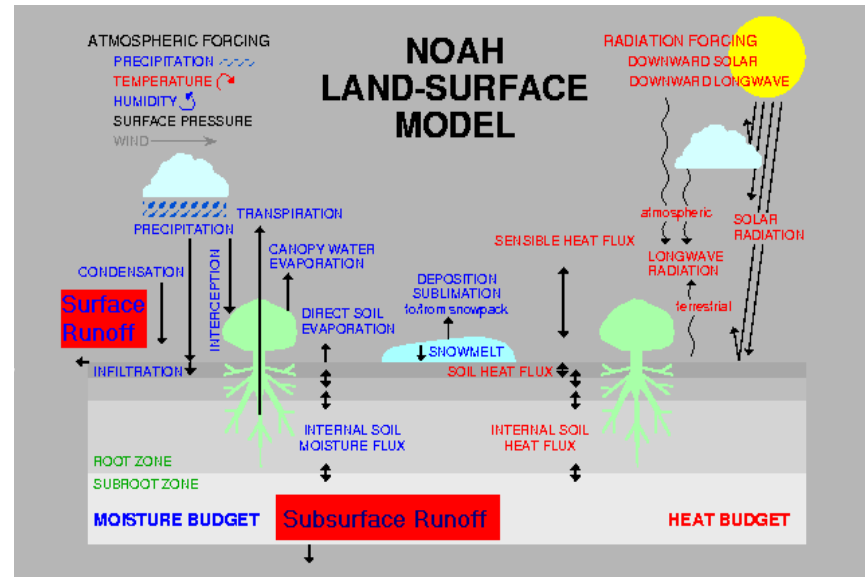 ATMOSPHERIC FORCING
PRECIPITATION
TEMPERATURE
HUMIDITY
SURFACE PRESSURE
WIND
NOAH
LAND-SURFACE
MODEL
RADIATION FORCING
DOWNWARD SOLAR
DOWNWARD LONGWAVE
TRANSPIRATION
PRECIPITATION
CONDENSATION
INTERCEPTION
CANOPY WATER
EVAPORATION
DIRECT SOIL
EVAPORATION
DEPOSITION
SUBLIMATION
to/from snowpack
SNOWMELT
SENSIBLE HEAT FLUX
atmospheric
LONGWAVE
RADIATION
terrestrial
SOLAR
RADIATION
Surface
Runoff
INFILTRATION
SOIL HEAT FLUX
INTERNAL SOIL
MOISTURE FLUX
INTERNAL SOIL
HEAT FLUX
ROOT ZONE
SUBROOT ZONE
MOISTURE BUDGET
Subsurface Runoff
HEAT BUDGET